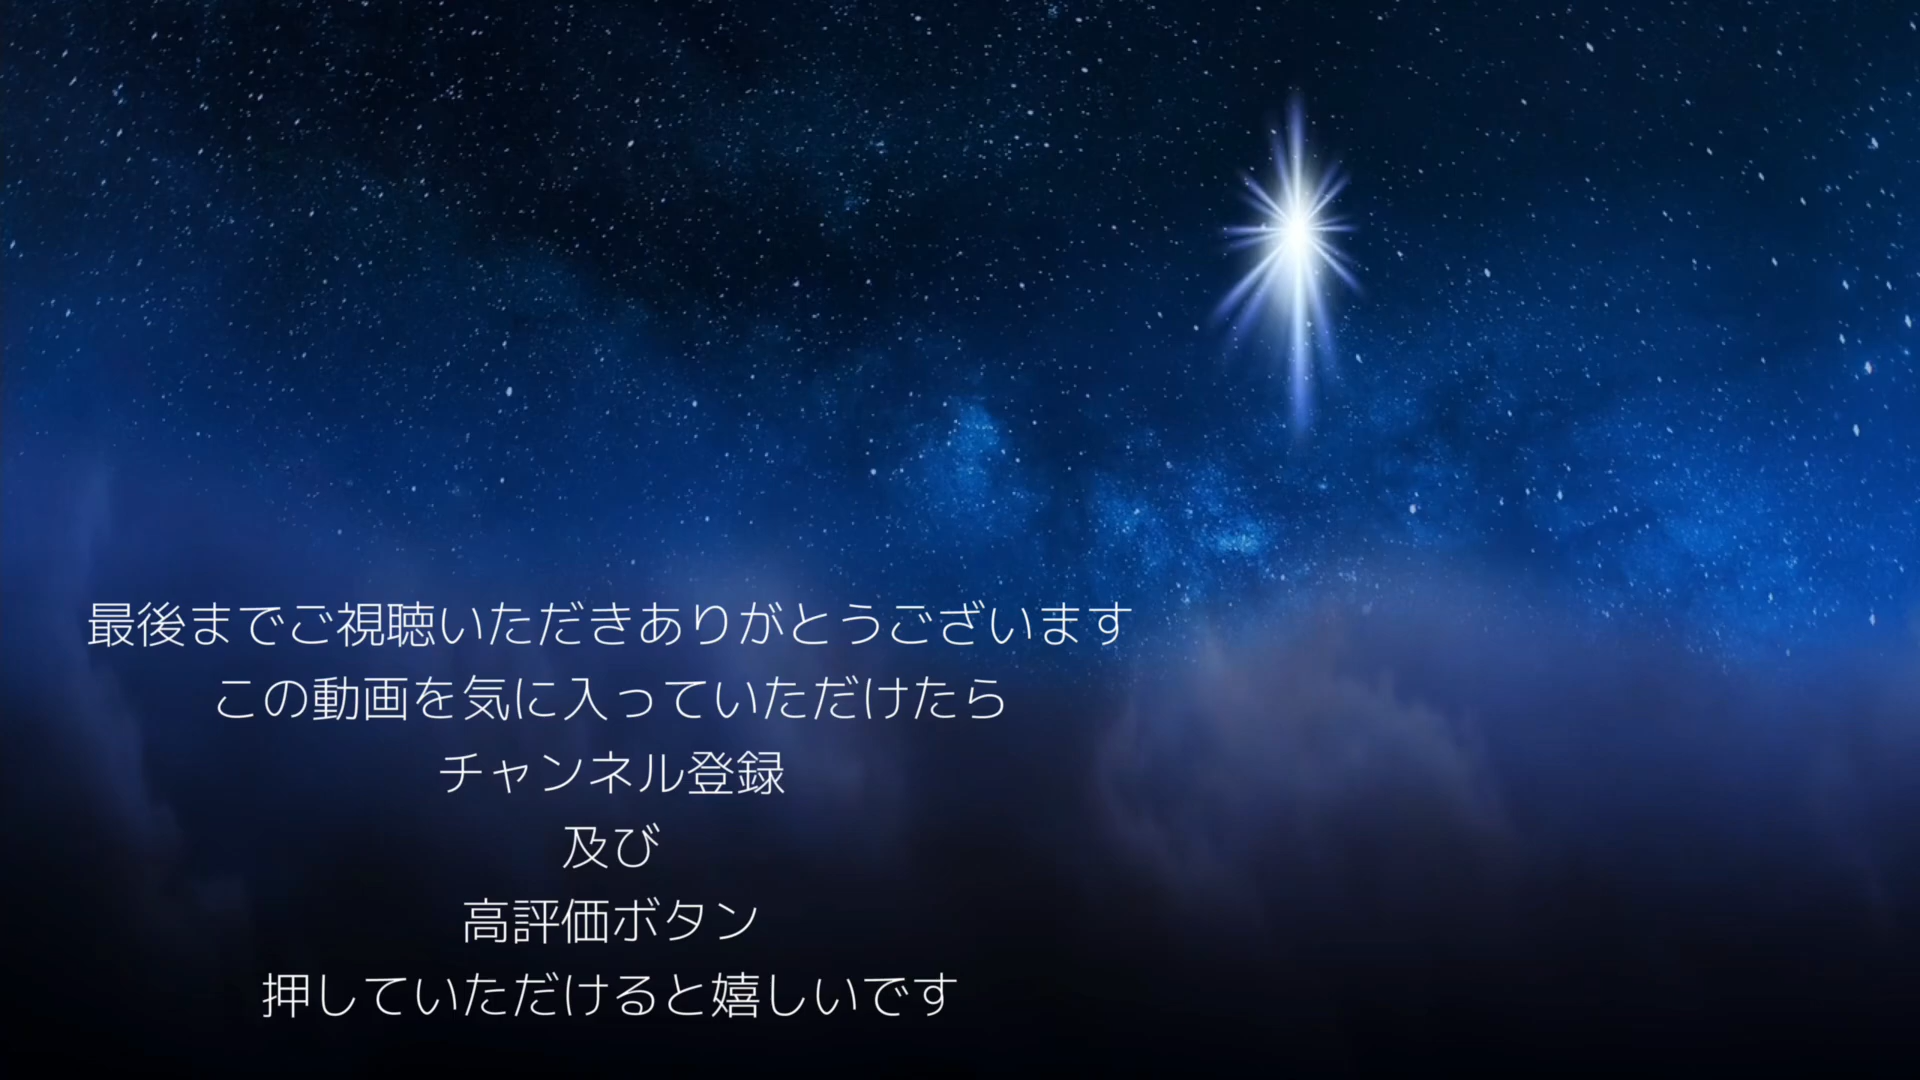 最後までご視聴いただきありがとうございます
この動画を気に入っていただけたら
チャンネル登録
及び
高評価ボタン
押していただけると嬉しいです